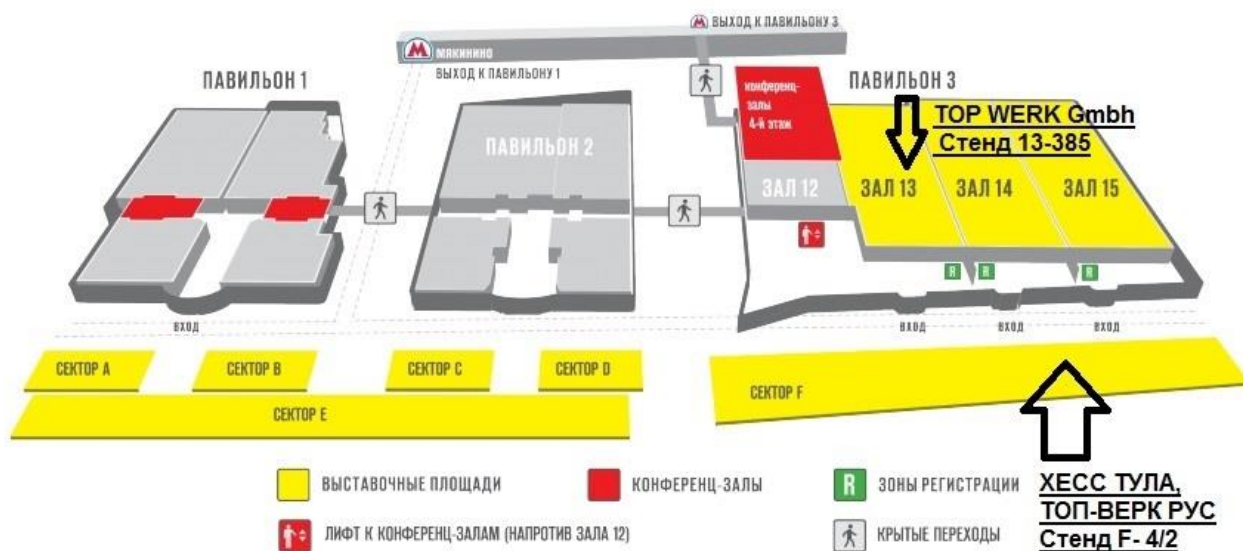 ВЫХОД К ПАВИЛЬОНУ 3
МЯКИНИНО
ВЫХОД К ПАВИЛЬОНУ 1
ПАВИЛЬОН 1
ПАВИЛЬОН 2
ПАВИЛЬОН 3
конференц-
залы
4-й этаж
TOP WERK Gmbh
Стенд 13-385
ЗАЛ 12
ЗАЛ 13
ЗАЛ 14
ЗАЛ 15
R
R
R
ВХОД
ВХОД
ВХОД
ВХОД
СЕКТОР A
СЕКТОР B
СЕКТОР C
СЕКТОР D
СЕКТОР E
СЕКТОР F
ВЫСТАВОЧНЫЕ ПЛОЩАДИ
КОНФЕРЕНЦ-ЗАЛЫ
R ЗОНЫ РЕГИСТРАЦИИ
ЛИФТ К КОНФЕРЕНЦ-ЗАЛАМ (НАПРОТИВ ЗАЛА 12)
КРЫТЫЕ ПЕРЕХОДЫ
ХЕСС ТУЛА,
ТОП-ВЕРК РУС
Стенд F- 4/2